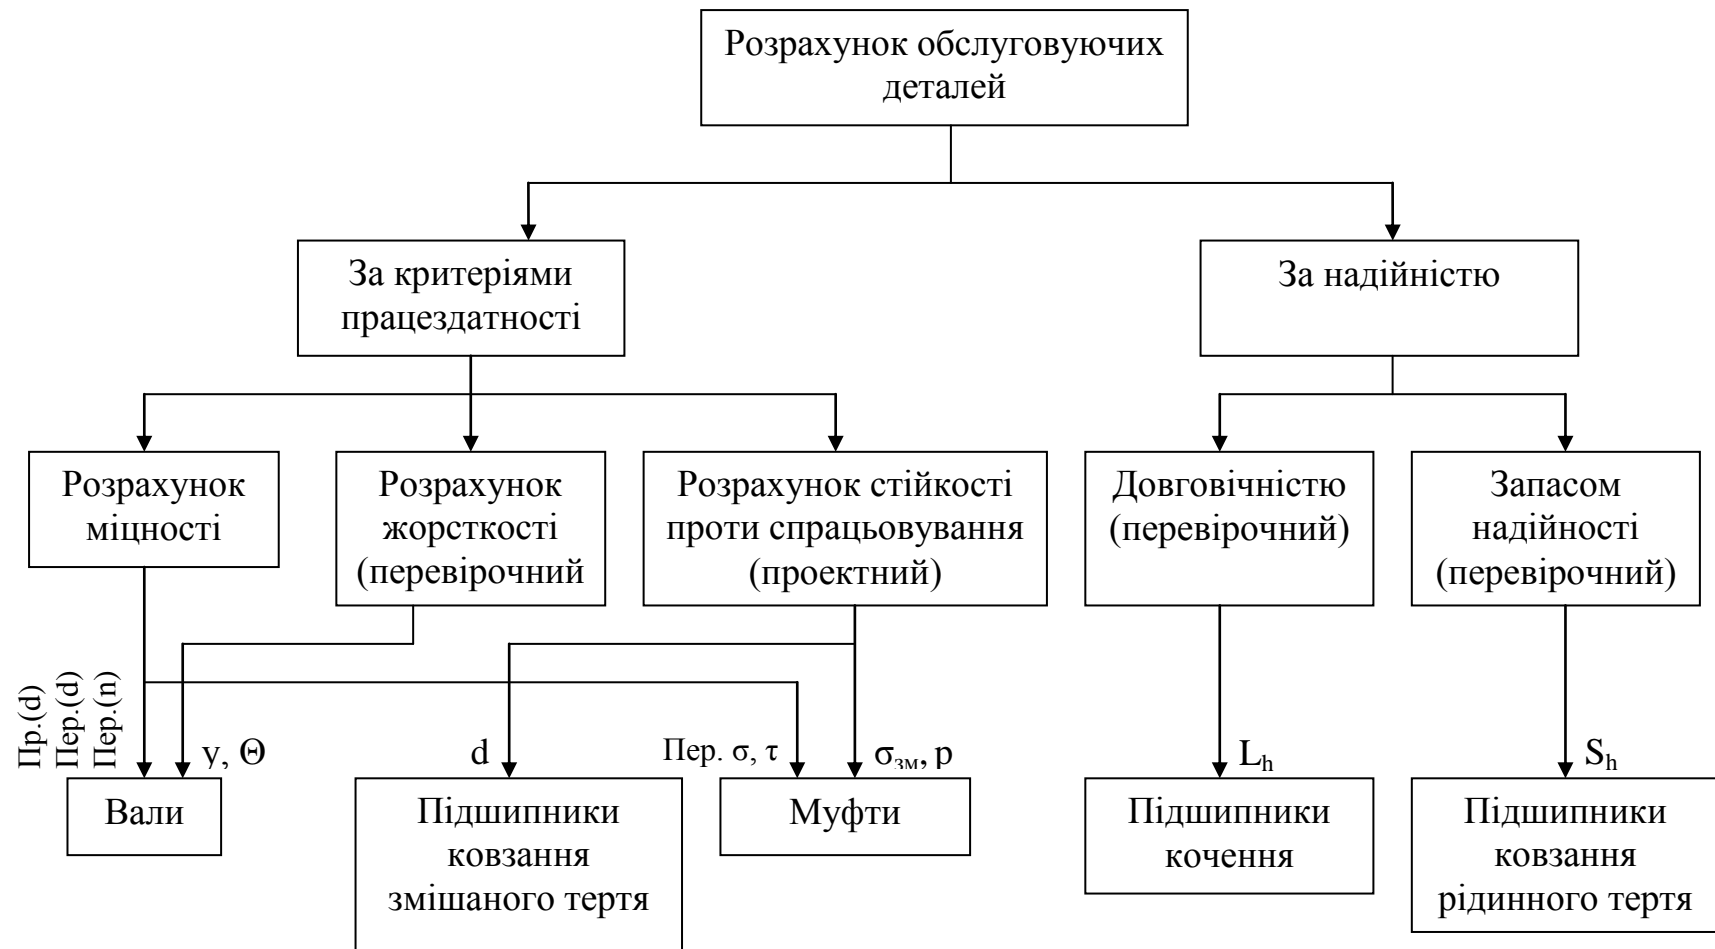 Розрахунок обслуговуючих
деталей
За критеріями
працездатності
За надійністю
Розрахунок
міцності
Розрахунок
жорсткості
(перевірочний
Розрахунок стійкості
проти спрацьовування
(проектний)
Довговічністю
(перевірочний)
Запасом
надійності
(перевірочний)
Пр.(d)
Пер.(d)
Пер.(n)
y, Θ
d
Пер. σ, τ
σзм, p
Lh
Sh
Вали
Підшипники
ковзання
змішаного тертя
Муфти
Підшипники
кочення
Підшипники
ковзання
рідинного тертя